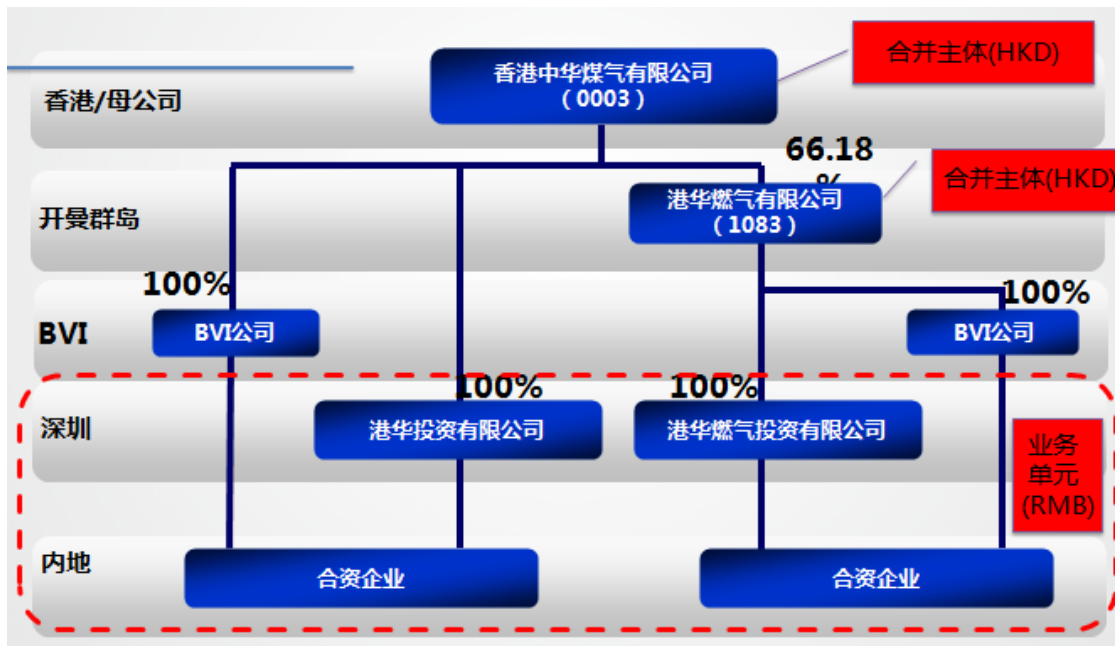 香港中华煤气有限公司
（0003）
合并主体(HKD)
香港/母公司
66.18
%
合并主体(HKD)
港华燃气有限公司
（1083）
开曼群岛
100%
100%
BVI
BVI公司
BVI公司
100%
100%
深圳
港华投资有限公司
港华燃气投资有限公司
业务
单元
(RMB)
内地
合资企业
合资企业